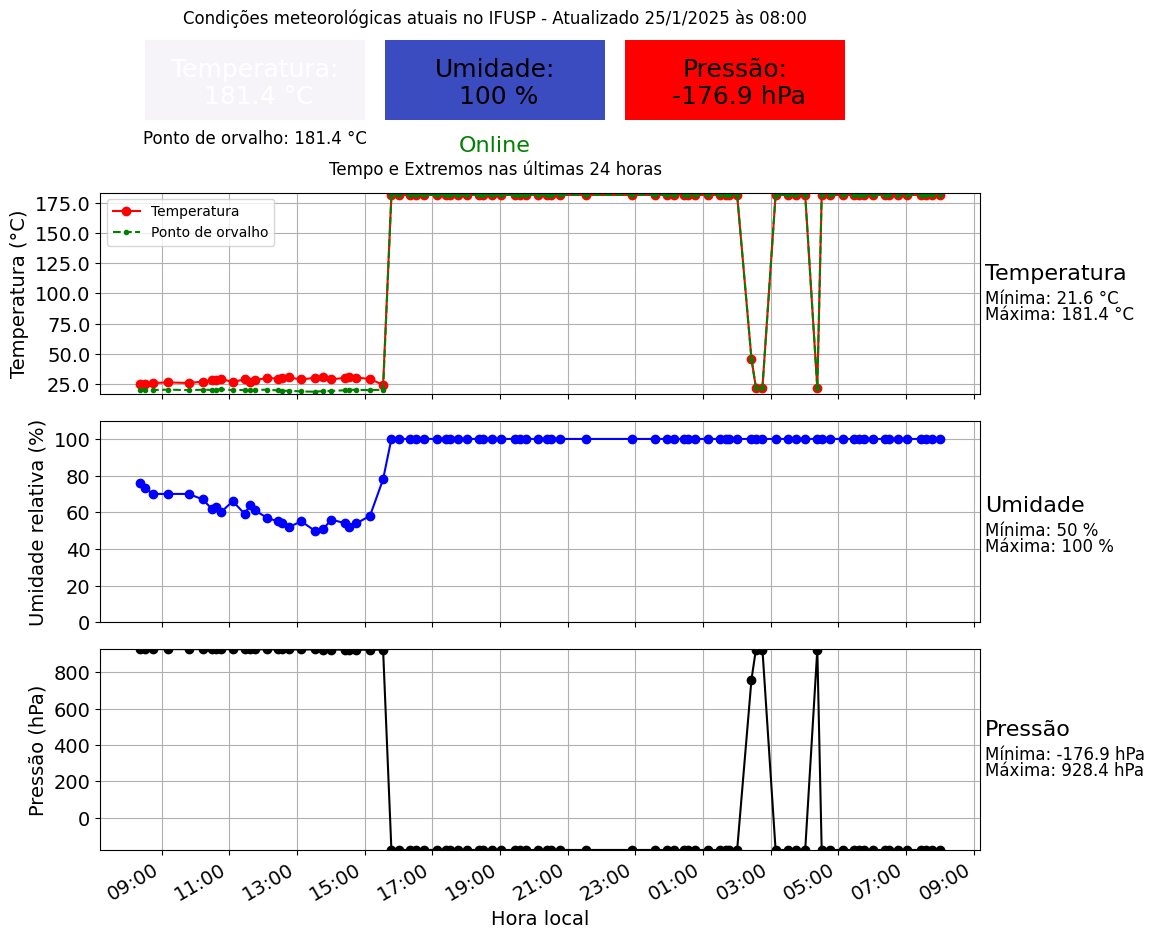 Condições meteorológicas atuais no IFUSP - Atualizado 25/1/2025 às 08:00
Temperatura:
181.4 °C
Umidade:
100 %
Pressão:
-176.9 hPa
Ponto de orvalho: 181.4 °C
Online
Tempo e Extremos nas últimas 24 horas
Temperatura (°C)
175.0
150.0
125.0
100.0
75.0
50.0
25.0
Temperatura
Ponto de orvalho
Temperatura
Mínima: 21.6 °C
Máxima: 181.4 °C
Umidade relativa (%)
100
80
60
40
20
0
Umidade
Mínima: 50 %
Máxima: 100 %
Pressão (hPa)
800
600
400
200
0
Pressão
Mínima: -176.9 hPa
Máxima: 928.4 hPa
09:00
11:00
13:00
15:00
17:00
19:00
21:00
23:00
01:00
03:00
05:00
07:00
09:00
Hora local